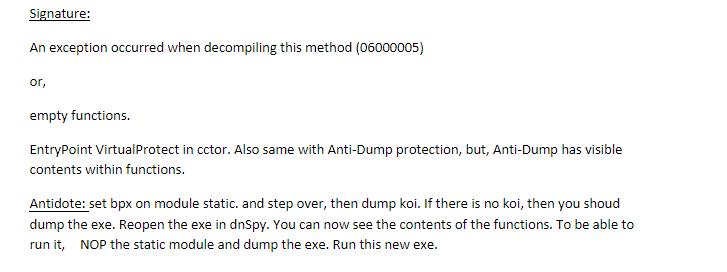 Signature:
An exception occurred when decompiling this method (06000005)
or,
empty functions.
EntryPoint VirtualProtect in cctor. Also same with Anti-Dump protection, but, Anti-Dump has visible
contents within functions.
Antidote: set bpx on module static. and step over, then dump koi. If there is no koi, then you shoud
dump the exe. Reopen the exe in dnSpy. You can now see the contents of the functions. To be able to
run it,    NOP the static module and dump the exe. Run this new exe.